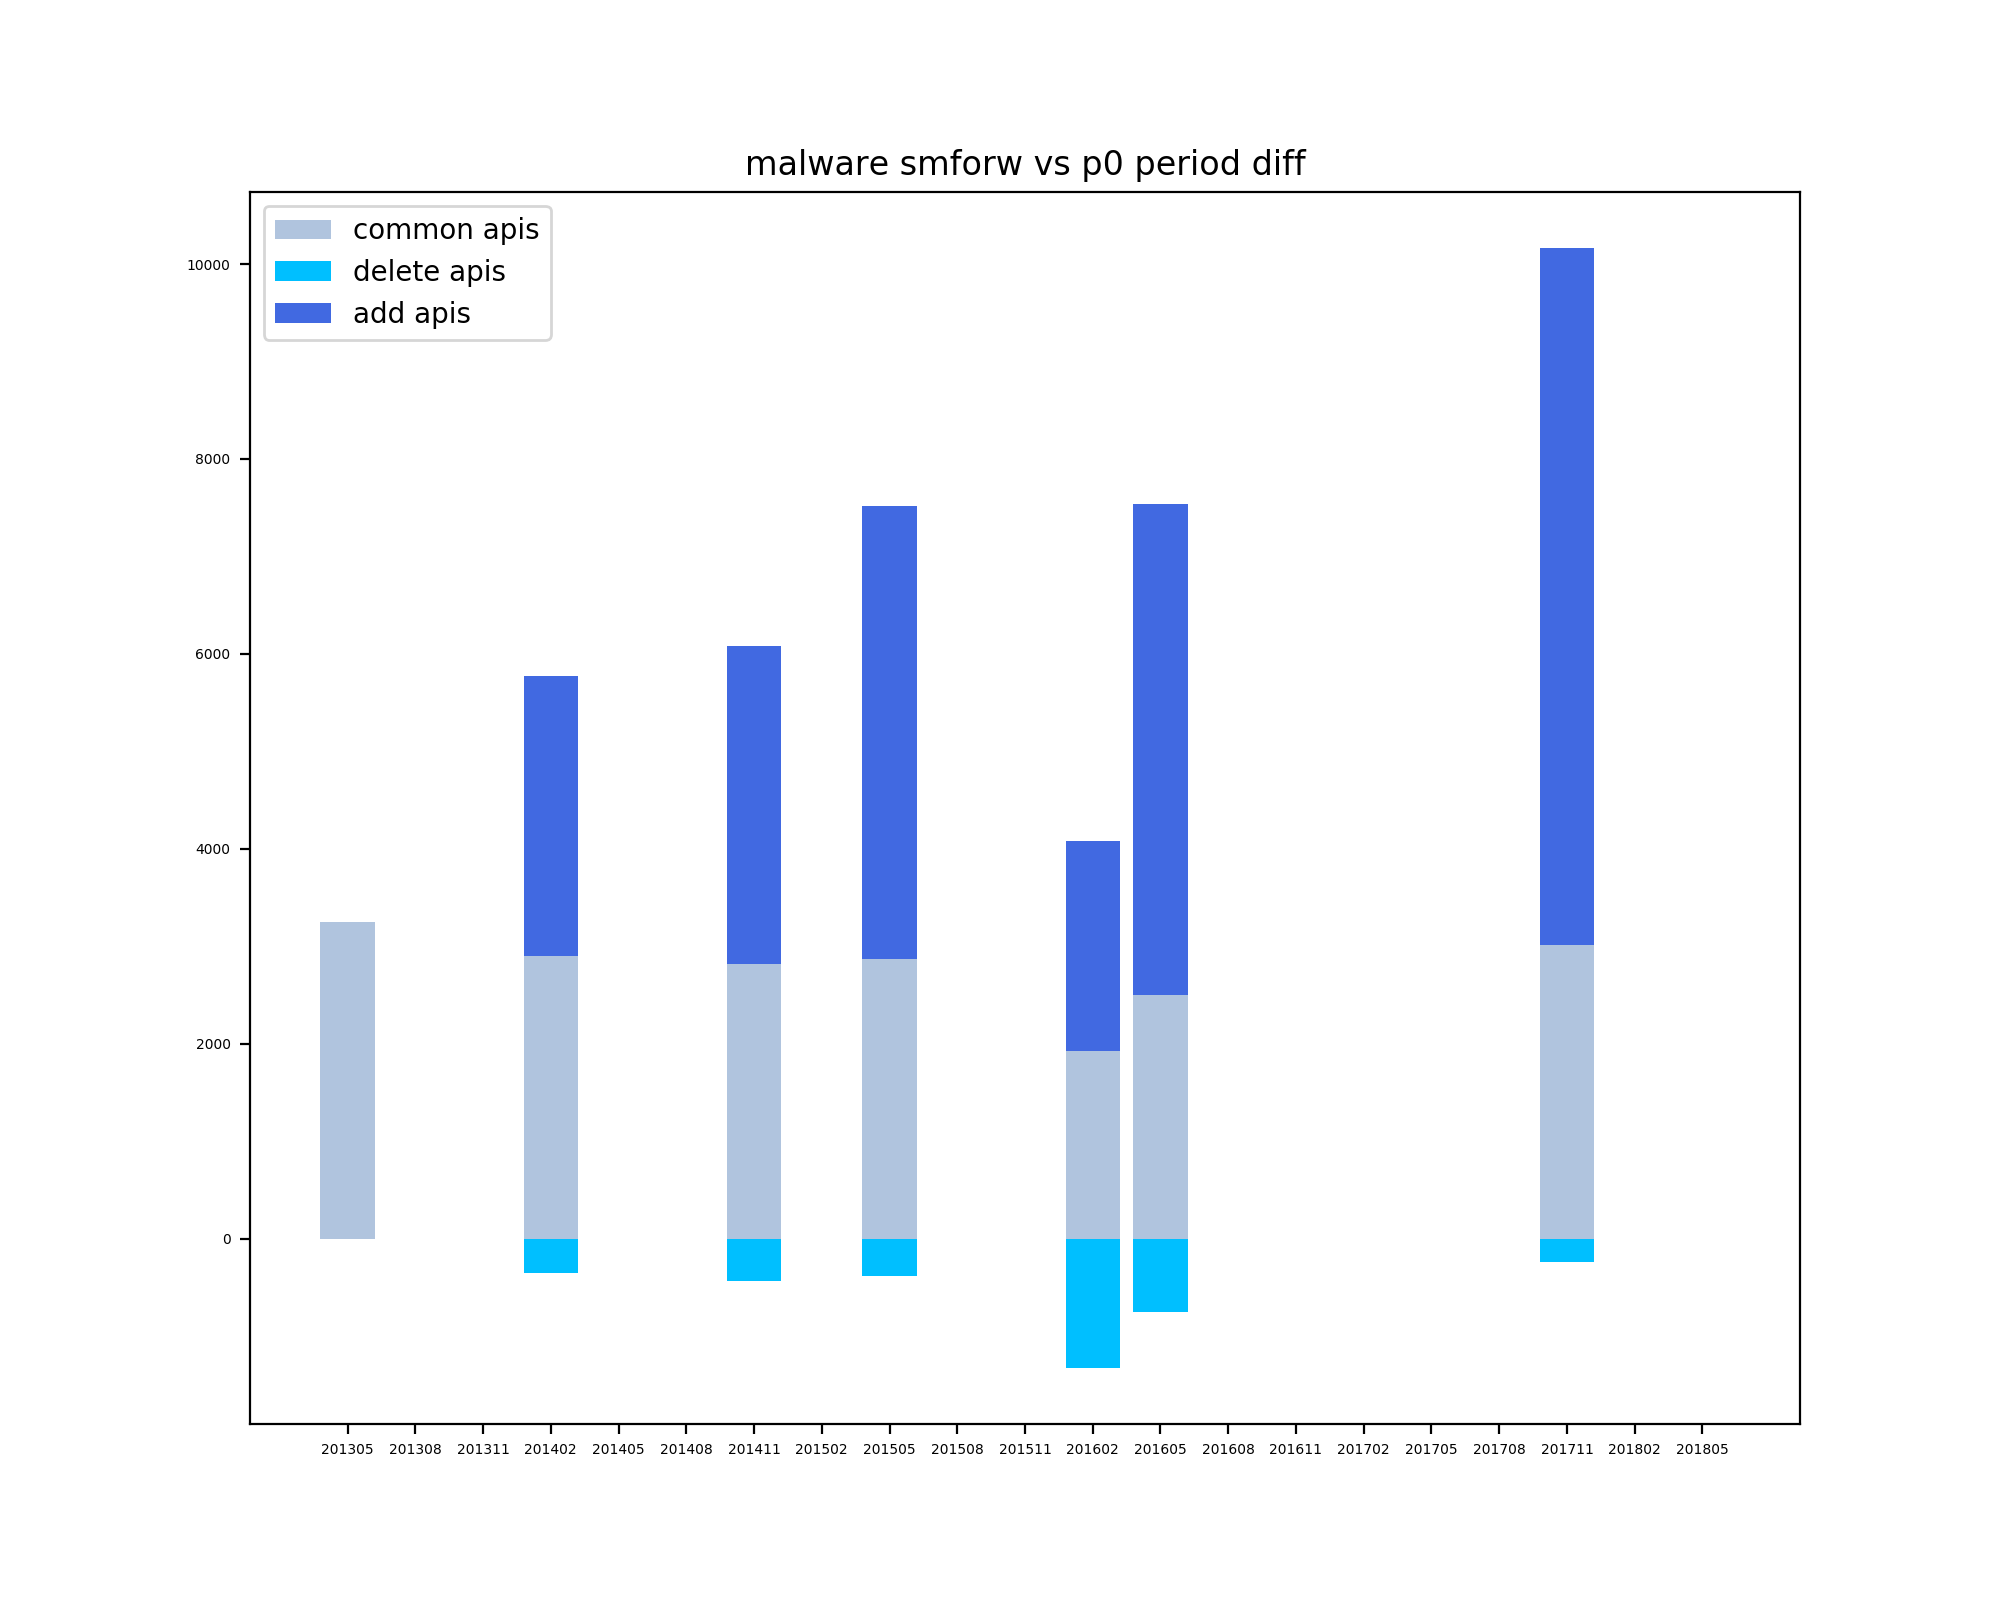 malware smforw vs p0 period diff
common apis
delete apis
add apis
10000
8000
6000
4000
2000
0
201305 201308 201311 201402 201405 201408 201411 201502 201505 201508 201511 201602 201605 201608 201611 201702 201705 201708 201711 201802 201805